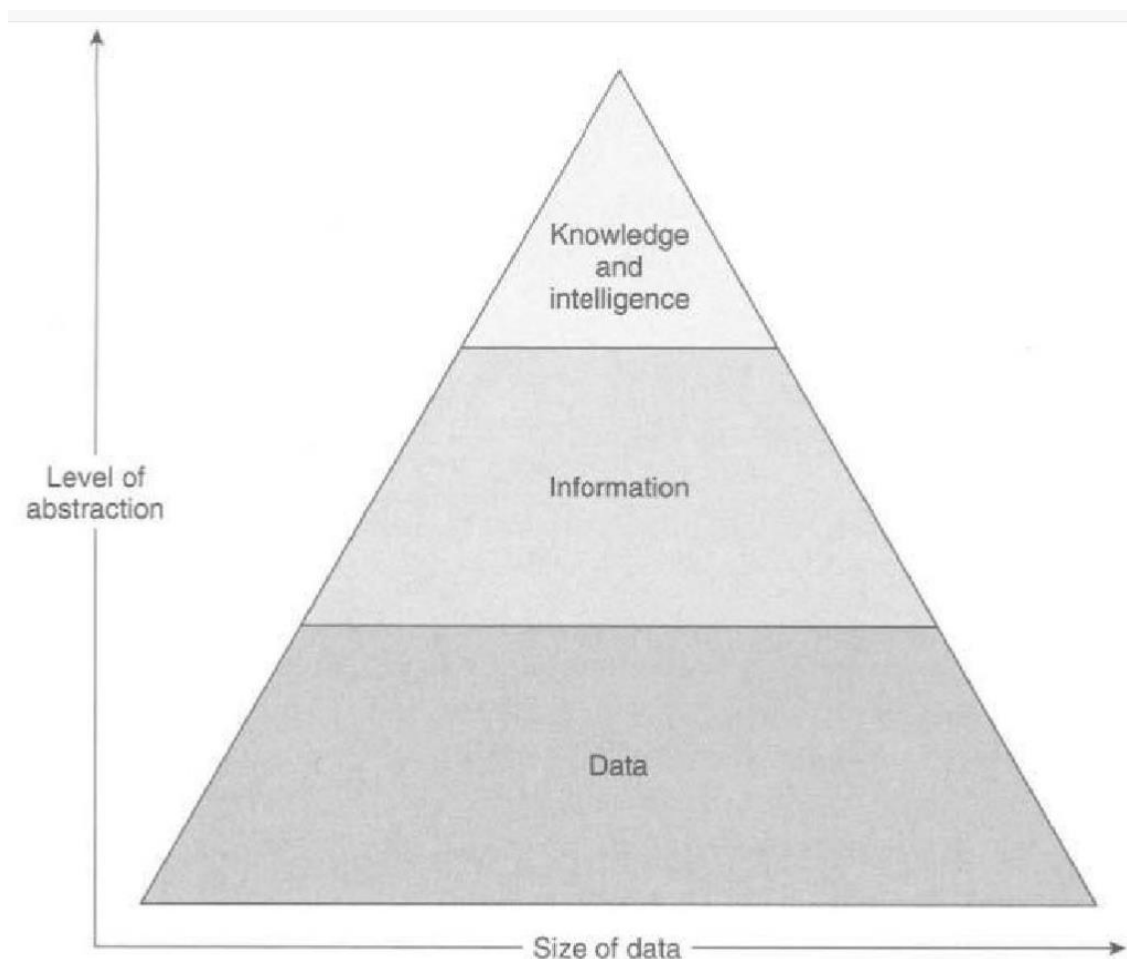 Knowledge
and
intelligence
Level of
abstraction
Information
Data
Size of data